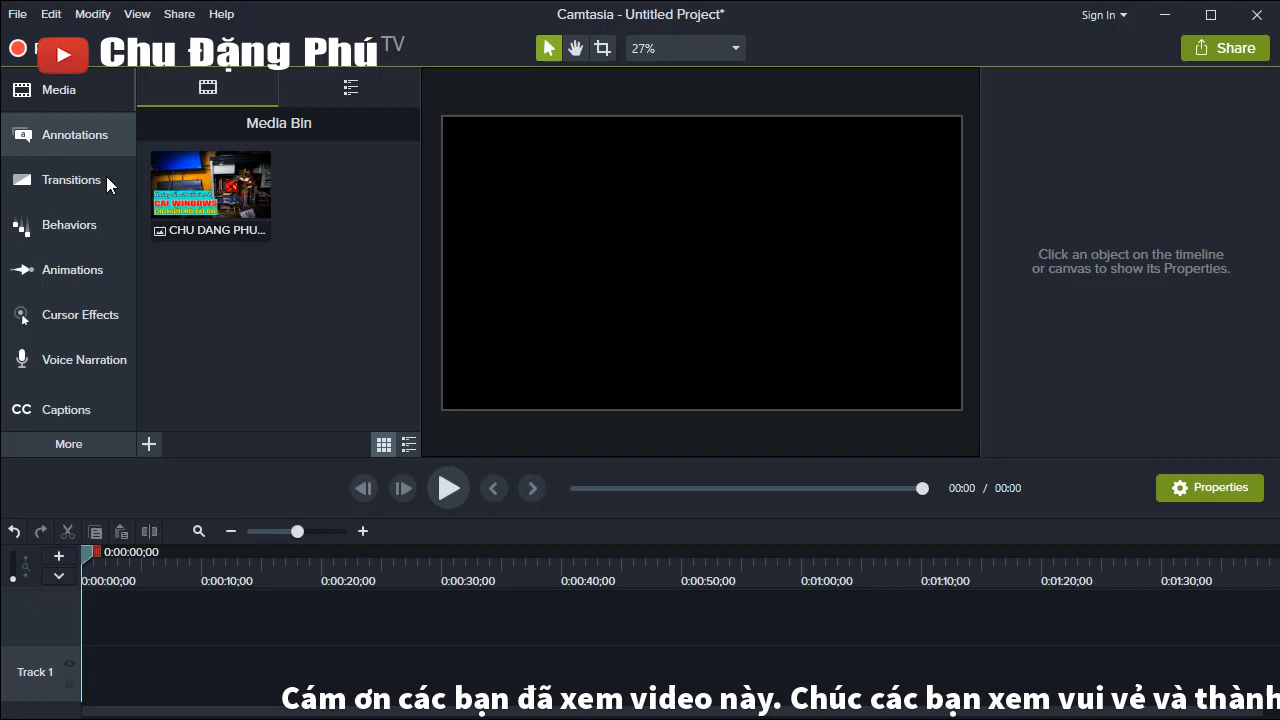 File Edit Modify View Share Help
Camtasia - Untitled Project*
Sign In
Chu Đặng Phú TV
27%
Share
Media
Annotations
Transitions
Behaviors
Animations
Cursor Effects
Voice Narration
CC Captions
More
Media Bin
CAI WINDOWS
CHU DANG PHU...
Click an object on the timeline
or canvas to show its Properties.
00:00 / 00:00
Properties
0:00:00;00
0:00:00;00 0:00:10;00 0:00:20;00 0:00:30;00 0:00:40;00 0:00:50;00 0:01:00;00 0:01:10;00 0:01:20;00 0:01:30;00
Track 1
Cám ơn các bạn đã xem video này. Chúc các bạn xem vui vẻ và thành